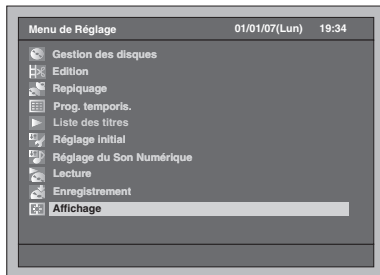 Menu de Réglage 01/01/07(Lun) 19:34
Gestion des disques
Edition
Repiquage
Prog. temporis.
Liste des titres
Réglage initial
Réglage du Son Numérique
Lecture
Enregistrement
Affichage